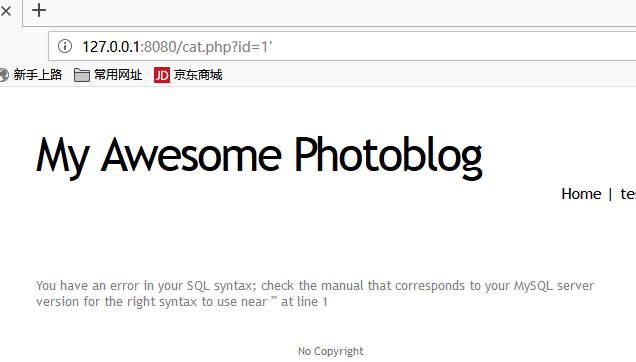 127.0.0.1:8080/cat.php?id=1'
新手上路 常用网址 JD 京东商城
My Awesome Photoblog
Home |
You have an error in your SQL syntax; check the manual that corresponds to your MySQL server
version for the right syntax to use near ''' at line 1
No Copyright